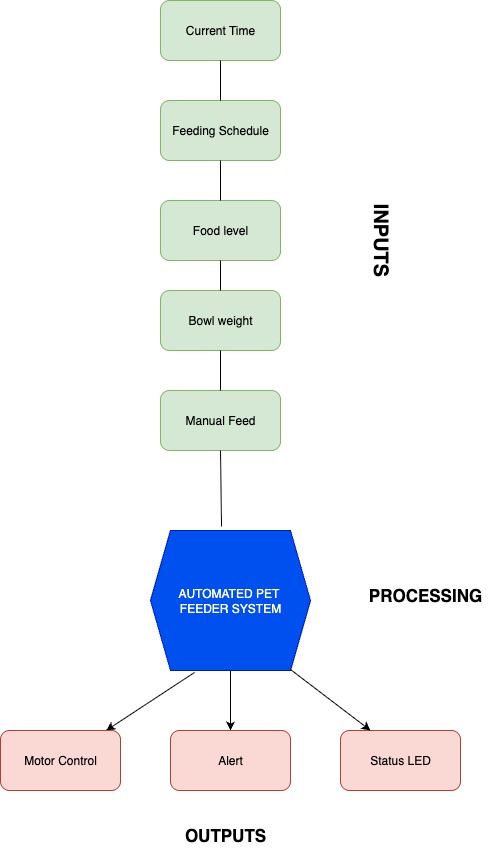 Current Time
Feeding Schedule
Food level
INPUTS
Bowl weight
Manual Feed
AUTOMATED PET
FEEDER SYSTEM
PROCESSING
Motor Control
Alert
Status LED
OUTPUTS